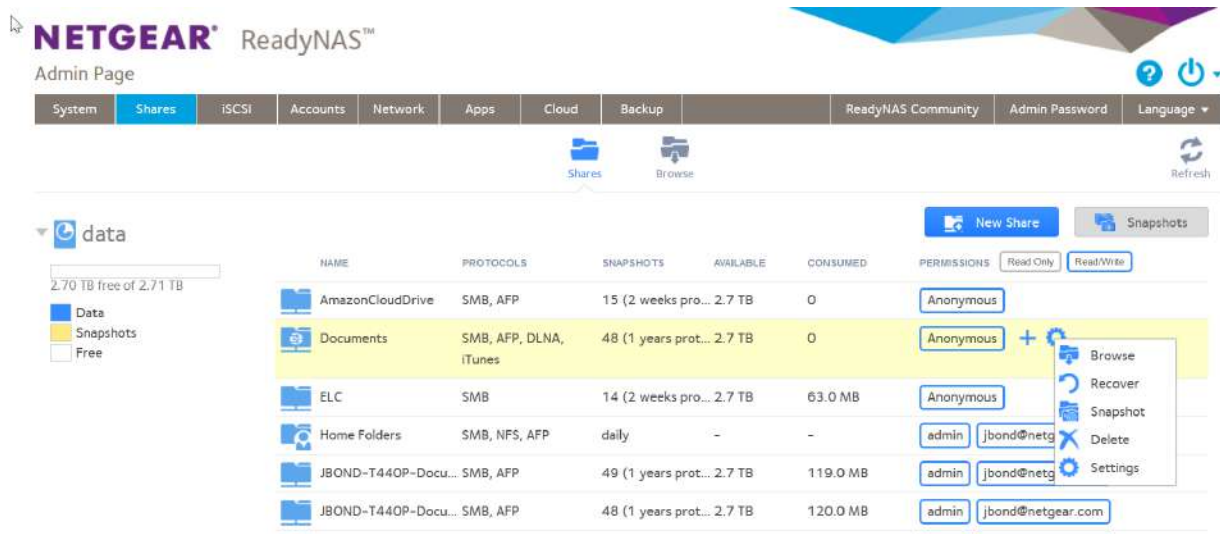 NETGEAR® ReadyNAS™
Admin Page
System Shares iSCSI Accounts Network Apps Cloud Backup ReadyNAS Community Admin Password Language
Shares Browse Refresh
data
New Share Snapshots
2.70 TB free of 2.71 TB
Data
Snapshots
Free
NAME PROTOCOLS SNAPSHOTS AVAILABLE CONSUMED PERMISSIONS Read Only Read/Write
AmazonCloudDrive SMB, AFP 15 (2 weeks pro... 2.7 TB 0 Anonymous
Documents SMB, AFP, DLNA, 48 (1 years prot... 2.7 TB 0 Anonymous
iTunes
Browse
Recover
ELC SMB 14 (2 weeks pro... 2.7 TB 63.0 MB Anonymous
Snapshot
Home Folders SMB, NFS, AFP daily - - admin jbond@netg
Delete
JBOND-T440P-Docu... SMB, AFP 49 (1 years prot... 2.7 TB 119.0 MB admin jbond@netg
Settings
JBOND-T440P-Docu... SMB, AFP 48 (1 years prot... 2.7 TB 120.0 MB admin jbond@netgear.com